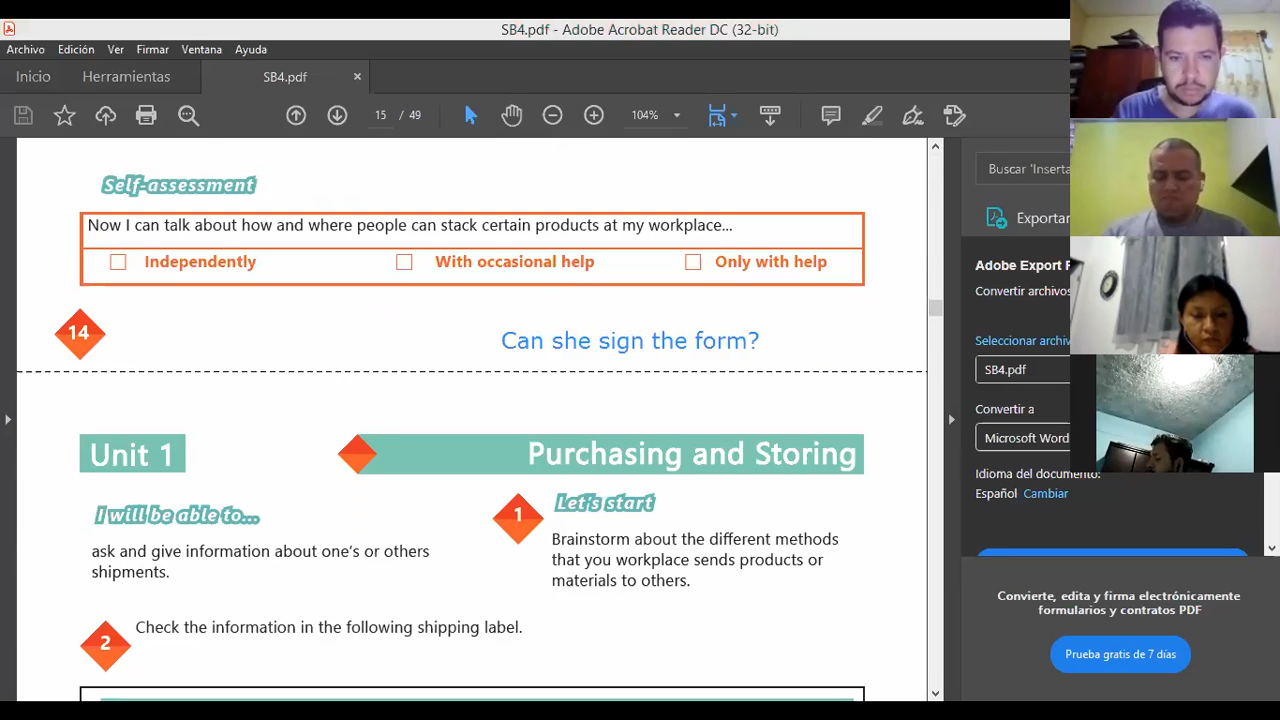 SB4.pdf - Adobe Acrobat Reader DC (32-bit)
Archivo Edición Ver Firmar Ventana Ayuda
Inicio Herramientas SB4.pdf ×
15 / 49 104%
Self-assessment
Now I can talk about how and where people can stack certain products at my workplace...
Independently With occasional help Only with help
14
Can she sign the form?
Unit 1 Purchasing and Storing
I will be able to...
ask and give information about one's or others
shipments.
1 Let's start
Brainstorm about the different methods
that you workplace sends products or
materials to others.
2 Check the information in the following shipping label.
Buscar 'Inserta
Exportar
Adobe Export P
Convertir archivos
Seleccionar archiv
SB4.pdf
Convertir a
Microsoft Word
Idioma del documento:
Español Cambiar
Convierte, edita y firma electrónicamente
formularios y contratos PDF
Prueba gratis de 7 días